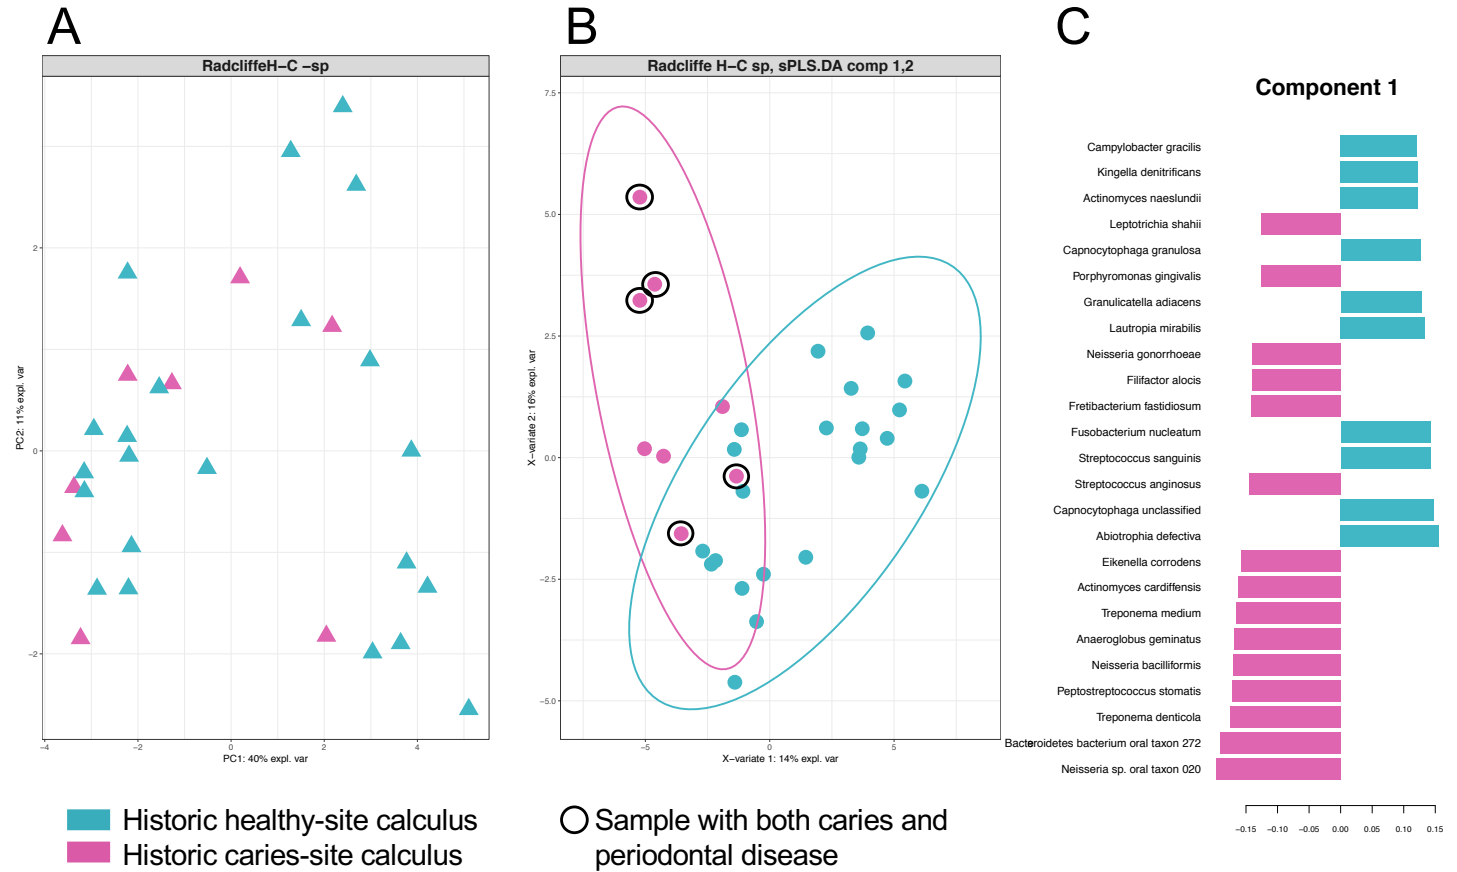 A
B
C
RadcliffeH−C −sp
Radcliffe H−C sp, sPLS.DA comp 1,2
Component 1
2
0
−2
PC2: 11% expl. var
−4
−2
0
2
4
PC1: 40% expl. var
7.5
5.0
2.5
0.0
−2.5
−5.0
X−variate 2: 16% expl. var
−5
0
5
X−variate 1: 14% expl. var
Campylobacter gracilis
Kingella denitrificans
Actinomyces naeslundii
Leptotrichia shahii
Capnocytophaga granulosa
Porphyromonas gingivalis
Granulicatella adiacens
Lautropia mirabilis
Neisseria gonorrhoeae
Filifactor alocis
Fretibacterium fastidiosum
Fusobacterium nucleatum
Streptococcus sanguinis
Streptococcus anginosus
Capnocytophaga unclassified
Abiotrophia defectiva
Eikenella corrodens
Actinomyces cardiffensis
Treponema medium
Anaeroglobus geminatus
Neisseria bacilliformis
Peptostreptococcus stomatis
Treponema denticola
Bacteroidetes bacterium oral taxon 272
Neisseria sp. oral taxon 020
−0.15
−0.10
−0.05
0.00
0.05
0.10
0.15
Historic healthy-site calculus
Historic caries-site calculus
Sample with both caries and
periodontal disease